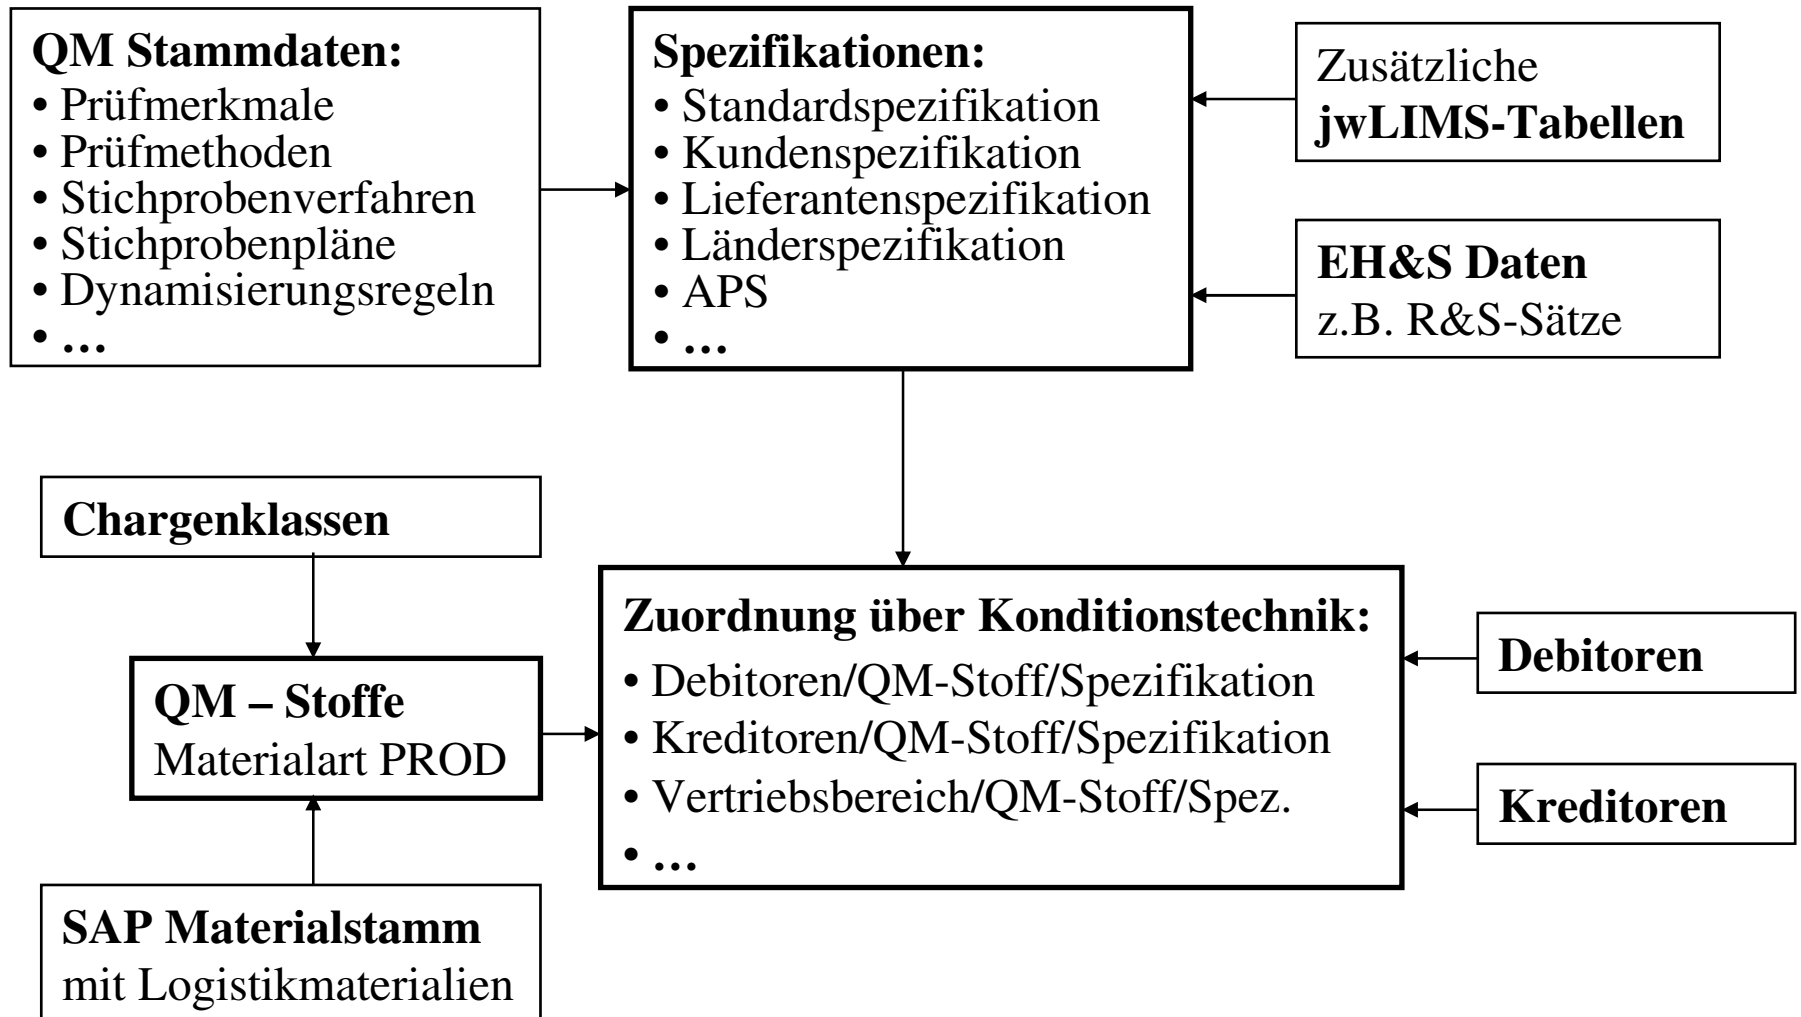 QM Stammdaten:
• Prüfmerkmale
• Prüfmethoden
• Stichprobenverfahren
• Stichprobenpläne
• Dynamisierungsregeln
• ...
Spezifikationen:
• Standardspezifikation
• Kundenspezifikation
• Lieferantenspezifikation
• Länderspezifikation
• APS
• ...
Zusätzliche
jwLIMS-Tabellen
EH&S Daten
z.B. R&S-Sätze
Chargenklassen
QM – Stoffe
Materialart PROD
SAP Materialstamm
mit Logistikmaterialien
Zuordnung über Konditionstechnik:
• Debitoren/QM-Stoff/Spezifikation
• Kreditoren/QM-Stoff/Spezifikation
• Vertriebsbereich/QM-Stoff/Spez.
• ...
Debitoren
Kreditoren